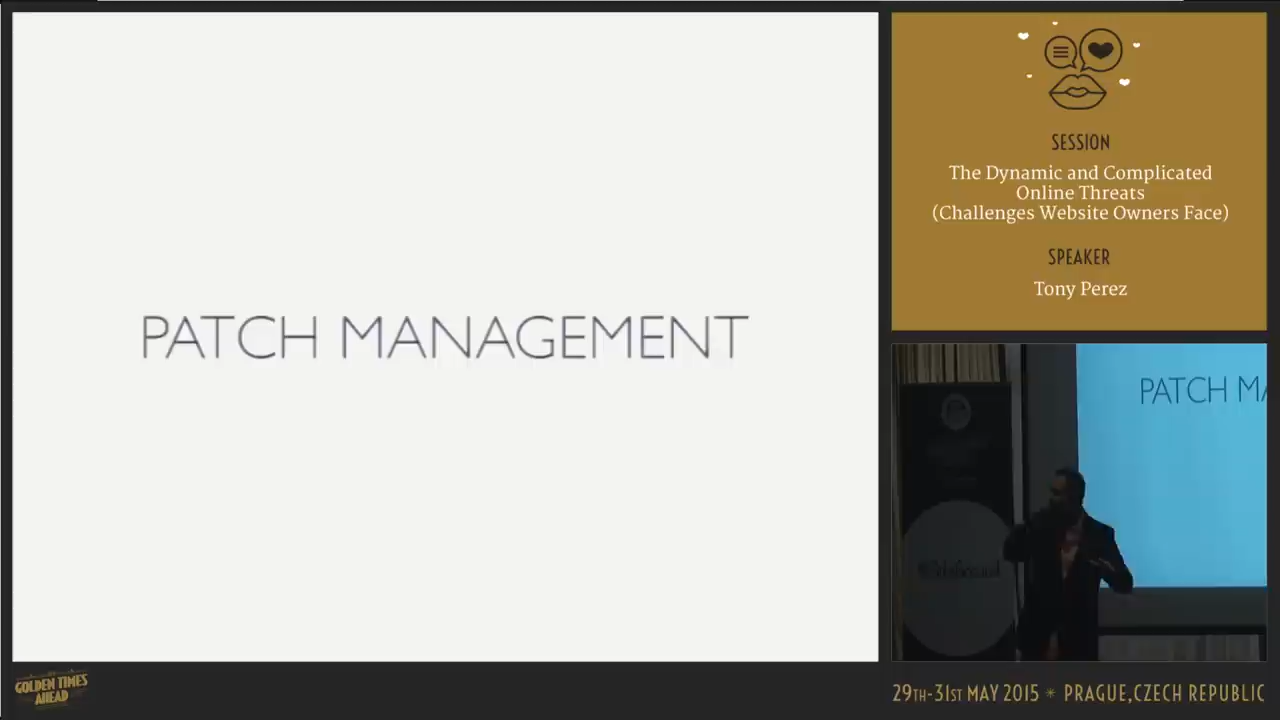 PATCH MANAGEMENT
SESSION
The Dynamic and Complicated
Online Threats
(Challenges Website Owners Face)
SPEAKER
Tony Perez
PATCH MA
GOLDEN TIMES
AHEAD
29TH-31ST MAY 2015 * PRAGUE,CZECH REPUBLIC